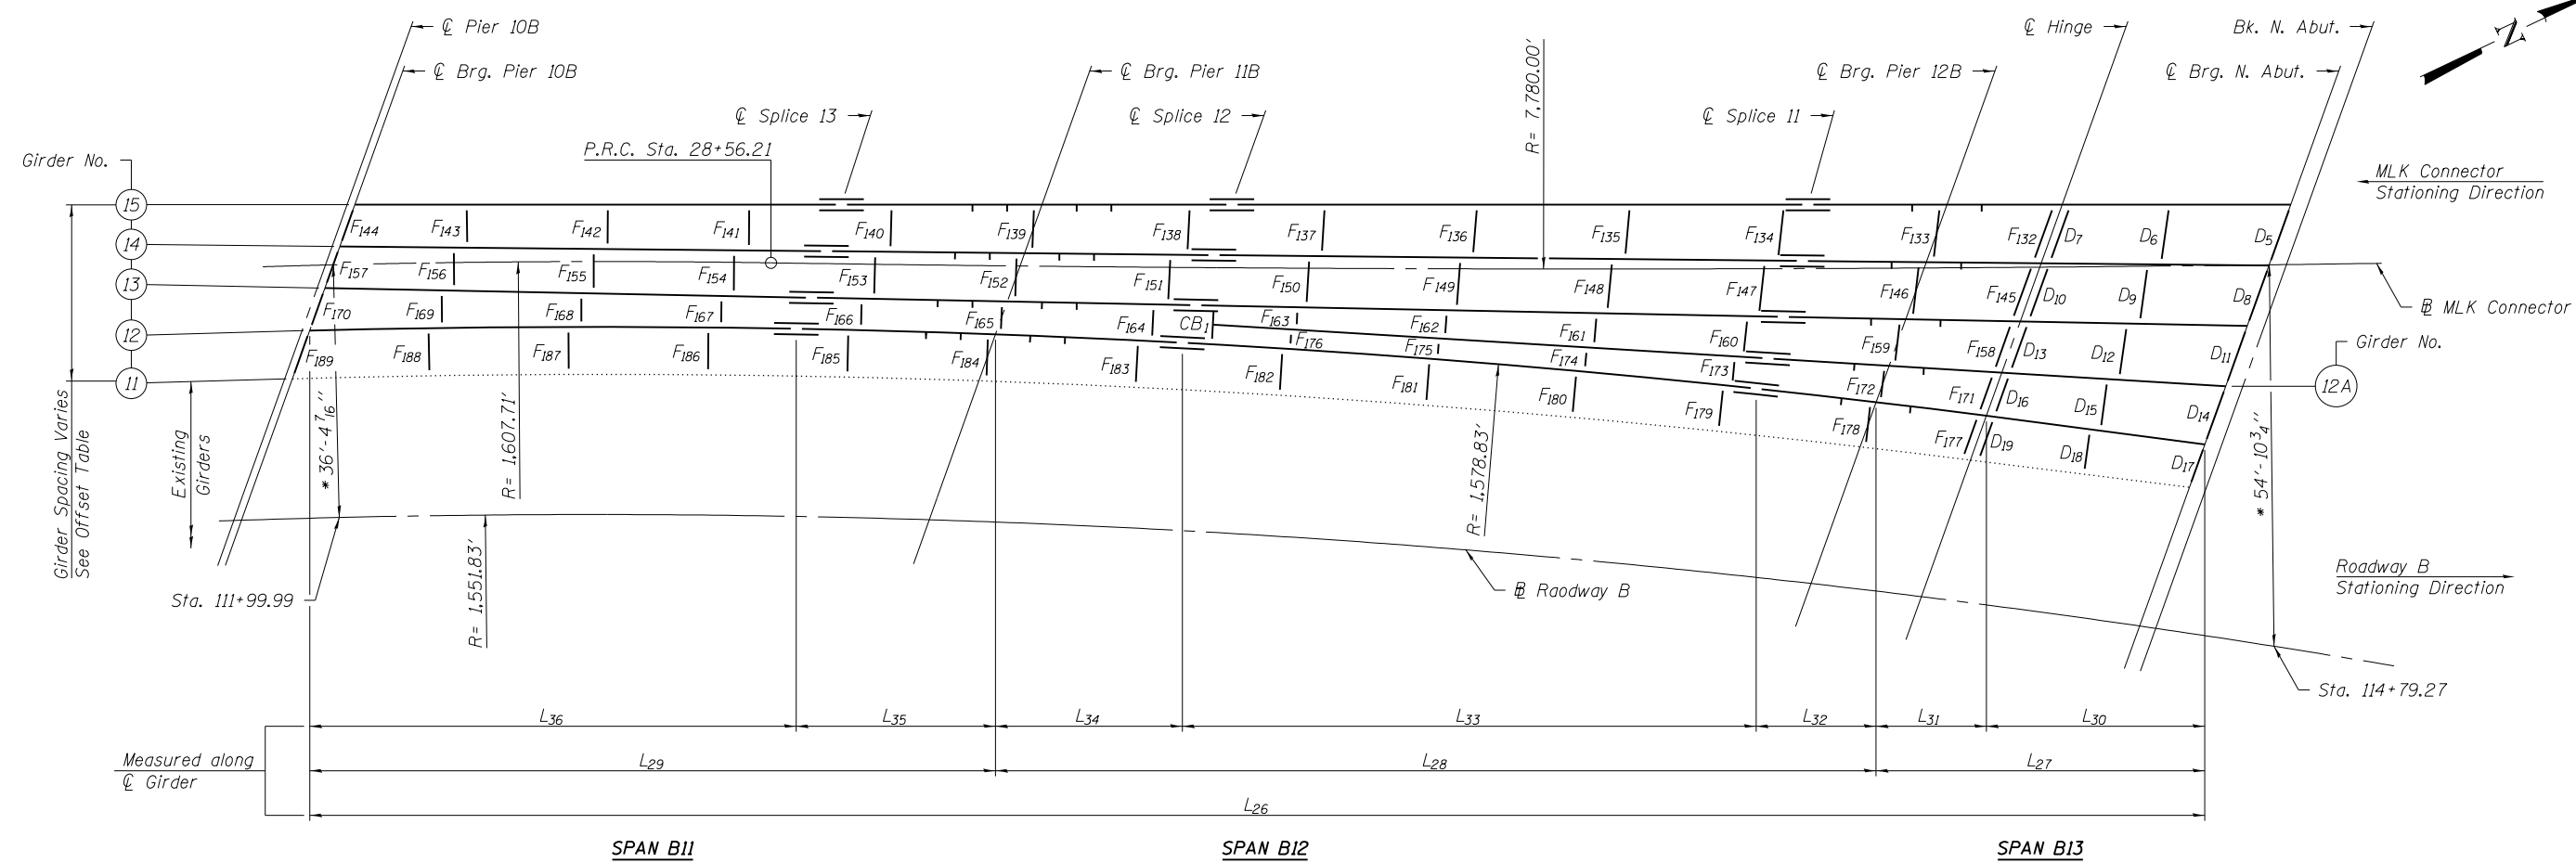 ℄ Pier 10B
℄ Brg. Pier 10B
℄ Splice 13
P.R.C. Sta. 28+56.21
℄ Brg. Pier 11B
℄ Splice 12
R= 7,780.00'
℄ Splice 11
℄ Brg. Pier 12B
℄ Hinge
Bk. N. Abut.
℄ Brg. N. Abut.
N
MLK Connector
Stationing Direction
Girder No.
15
14
13
12
11
F144 F143 F142 F141 F140 F139 F138 F137 F136 F135 F134 F133 F132 D7 D6 D5
F157 F156 F155 F154 F153 F152 F151 F150 F149 F148 F147 F146 F145 D10 D9 D8
F170 F169 F168 F167 F166 F165 F164 CB1 F163 F162 F161 F160 F159 F158 D13 D12 D11
F176 F175 F174 F173 F172 F171 D16 D15 D14
F189 F188 F187 F186 F185 F184 F183 F182 F181 F180 F179 F178 F177 D19 D18 D17
℄ MLK Connector
Girder No.
12A
Girder Spacing Varies
See Offset Table
Existing
Girders
* 36'-4 7/16"
R= 1,607.71'
R= 1,551.83'
R= 1,578.83'
* 54'-10 3/4"
Sta. 111+99.99
℄ Raodway B
Roadway B
Stationing Direction
Sta. 114+79.27
L36 L35 L34 L33 L32 L31 L30
Measured along
℄ Girder
L29 L28 L27
L26
SPAN B11
SPAN B12
SPAN B13